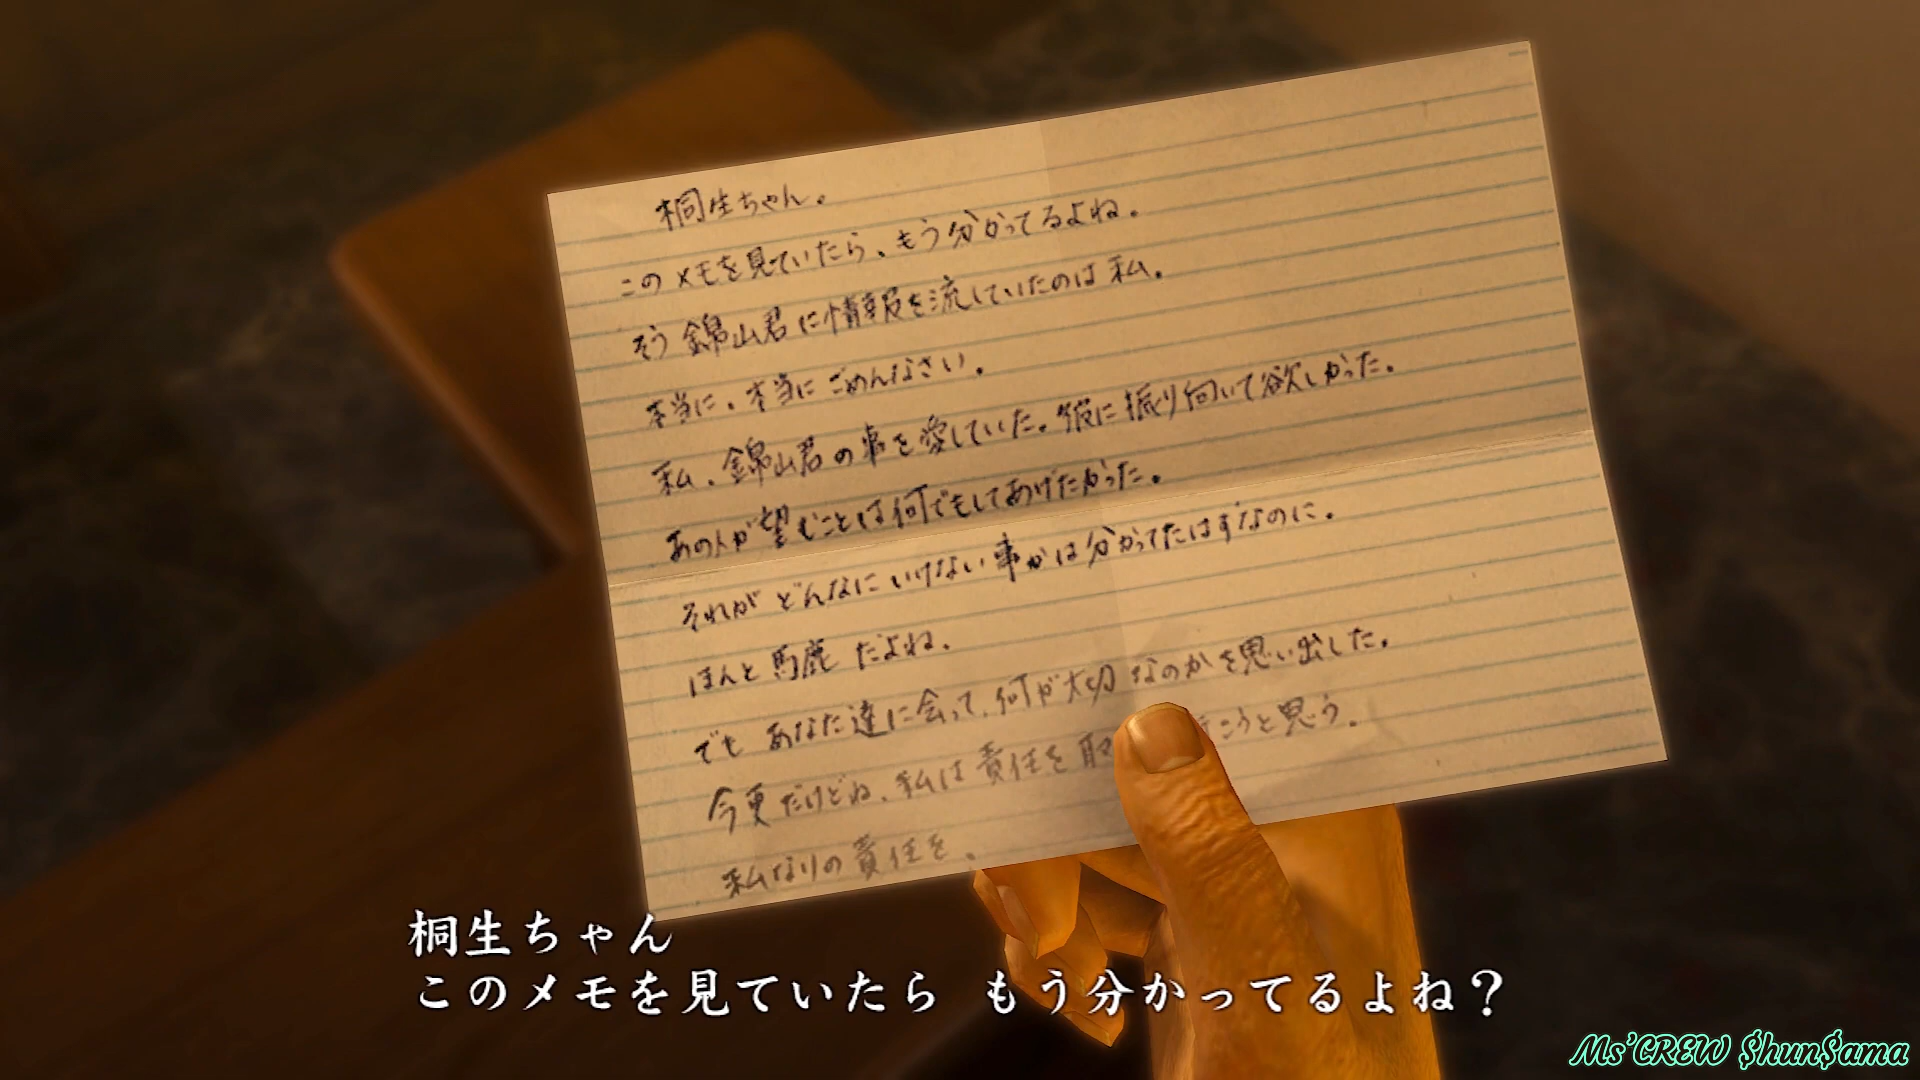 桐生ちゃん。
このメモを見ていたら、もう分かってるよね。
そう 錦山君に情報を流していたのは 私。
本当に、本当に ごめんなさい。
私、錦山君の事を愛していた。彼に振り向いて欲しかった。
あの人が望むことは何でもしてあげたかった。
それがどんなに いけない事かは分かってたはずなのに。
ほんと馬鹿 だよね。
でも あなた達に会って、何が大切 なのかを思い出した。
今更だけどね、私は責任を取 行こうと思う。
私なりの責任を。
桐生ちゃん
このメモを見ていたら もう分かってるよね？
Ms'CREW $hun$ama